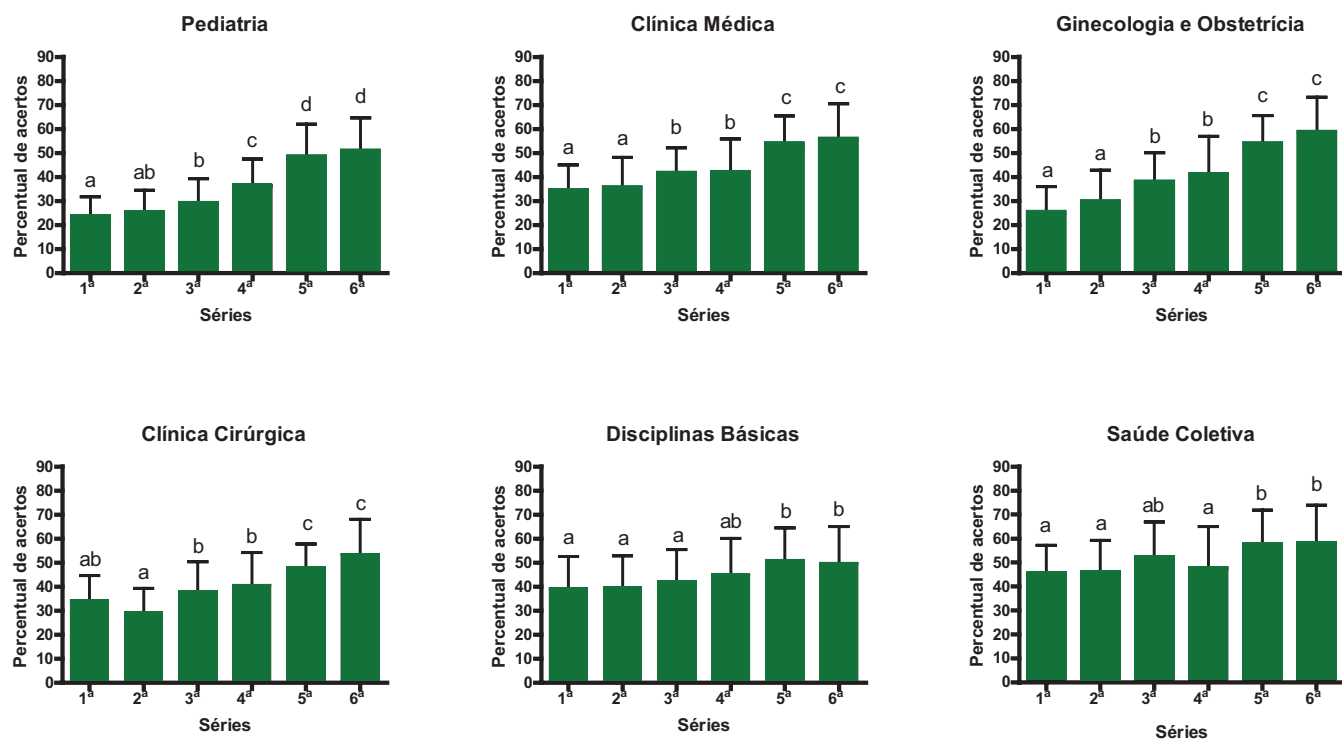 Pediatria
Percentual de acertos
90
80
70
60
50
40
30
20
10
0
a ab b c d d
1ª 2ª 3ª 4ª 5ª 6ª
Séries
Clínica Médica
Percentual de acertos
90
80
70
60
50
40
30
20
10
0
a a b b c c
1ª 2ª 3ª 4ª 5ª 6ª
Séries
Ginecologia e Obstetrícia
Percentual de acertos
90
80
70
60
50
40
30
20
10
0
a a b b c c
1ª 2ª 3ª 4ª 5ª 6ª
Séries
Clínica Cirúrgica
Percentual de acertos
90
80
70
60
50
40
30
20
10
0
ab a b b c c
1ª 2ª 3ª 4ª 5ª 6ª
Séries
Disciplinas Básicas
Percentual de acertos
90
80
70
60
50
40
30
20
10
0
a a a ab b b
1ª 2ª 3ª 4ª 5ª 6ª
Séries
Saúde Coletiva
Percentual de acertos
90
80
70
60
50
40
30
20
10
0
a a ab a b b
1ª 2ª 3ª 4ª 5ª 6ª
Séries